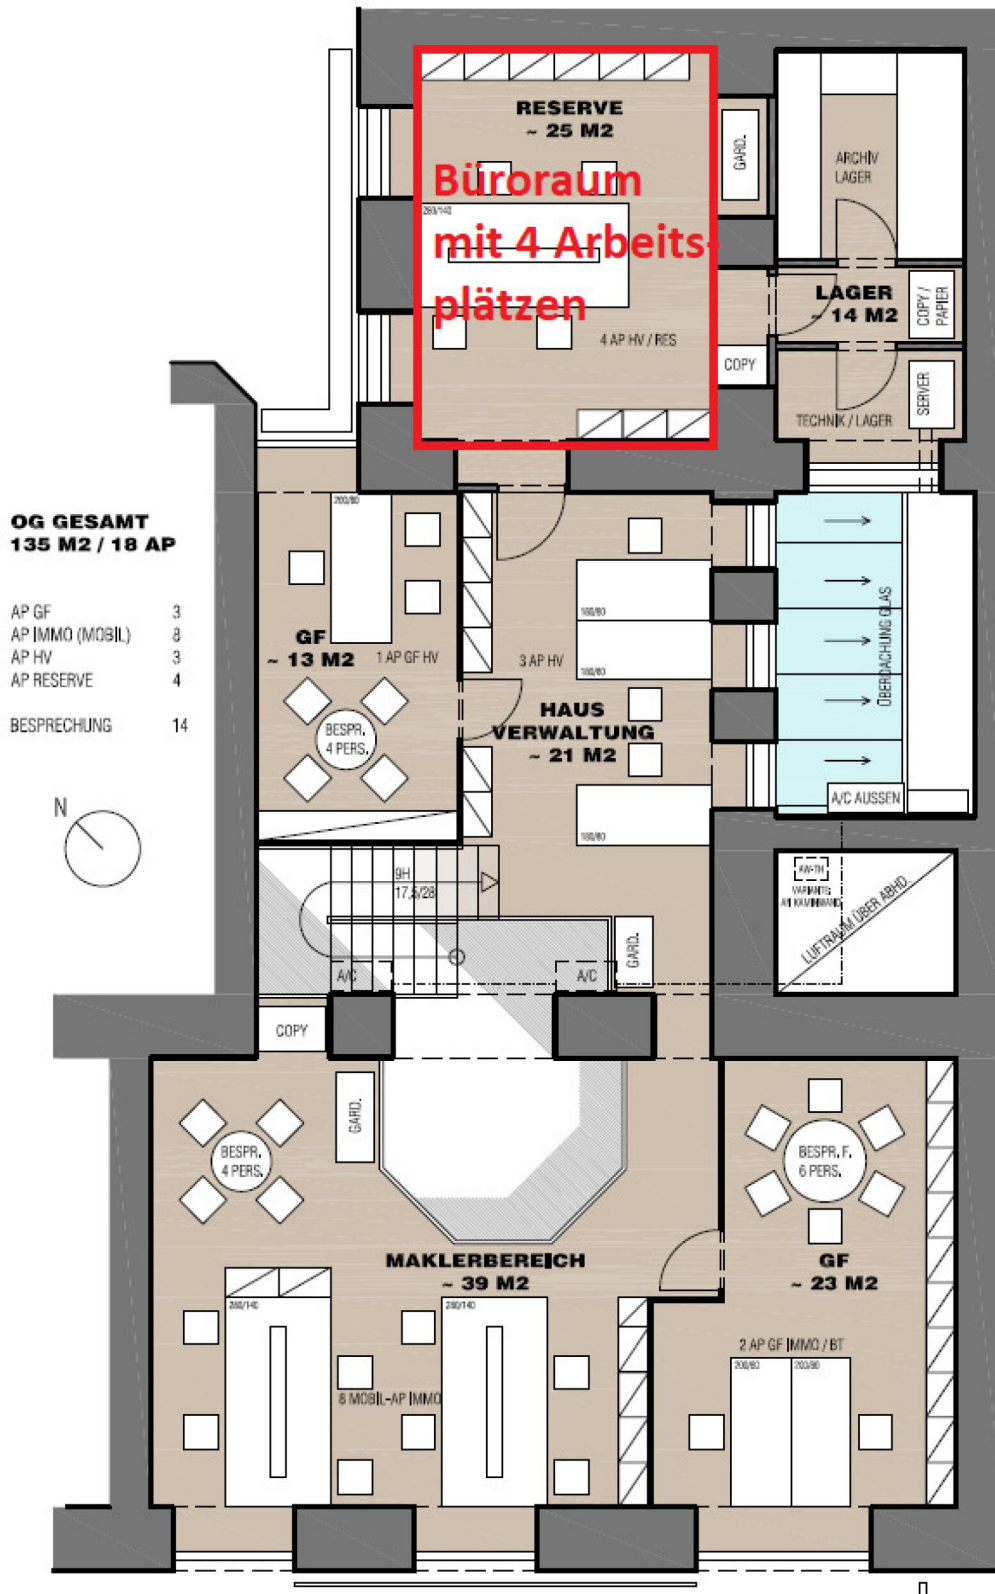 RESERVE
~ 25 M2
Büroraum
mit 4 Arbeits-
plätzen
280/140
4 AP HV / RES
GARD.
ARCHIV
LAGER
LAGER
~ 14 M2
COPY /
PAPIER
COPY
SERVER
TECHNIK / LAGER
OG GESAMT
135 M2 / 18 AP
AP GF 3
AP IMMO (MOBIL) 8
AP HV 3
AP RESERVE 4
BESPRECHUNG 14
N
200/80
GF
~ 13 M2
1 AP GF HV
BESPR.
4 PERS.
180/80
3 AP HV
180/80
HAUS
VERWALTUNG
~ 21 M2
180/80
ÜBERDACHUNG GLAS
A/C AUSSEN
AW-TH
VARIANTE
AN KAMINWAND
LUFTRAUM ÜBER ABHD.
9H
17,5/28
A/C
A/C
GARD.
COPY
GARD.
BESPR.
4 PERS.
BESPR. F.
6 PERS.
MAKLERBEREICH
~ 39 M2
GF
~ 23 M2
280/140
280/140
8 MOBIL-AP IMMO
2 AP GF IMMO / BT
200/80
200/80